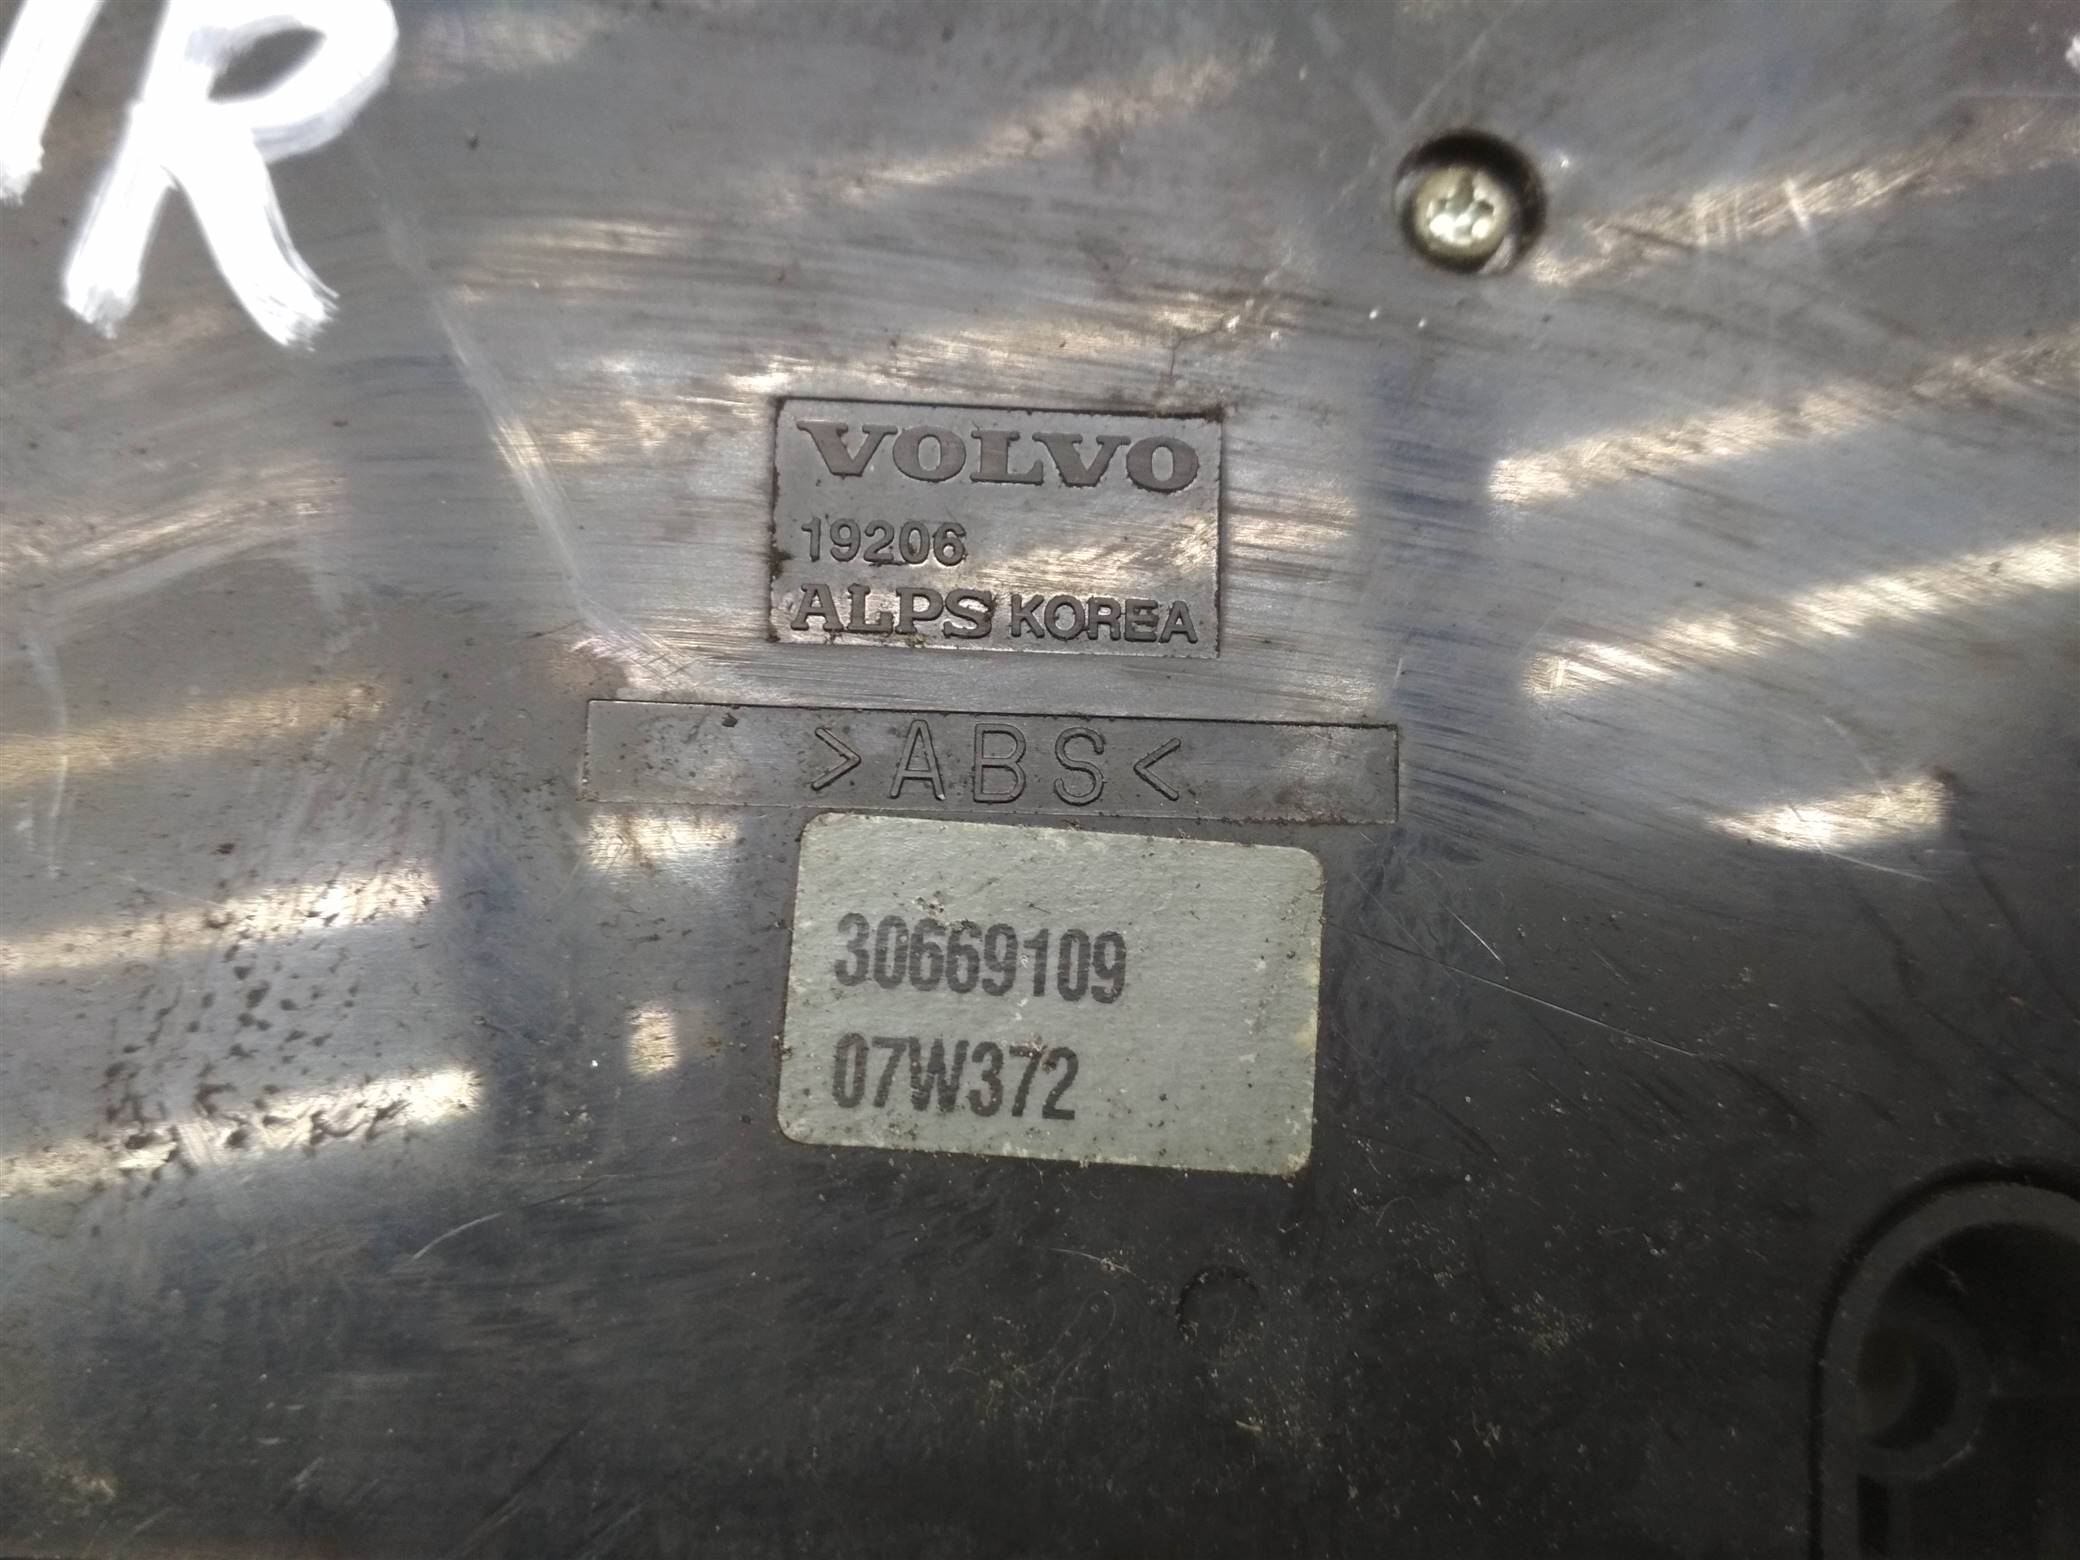 R
VOLVO
19206
ALPS KOREA
>ABS<
30669109
07W372